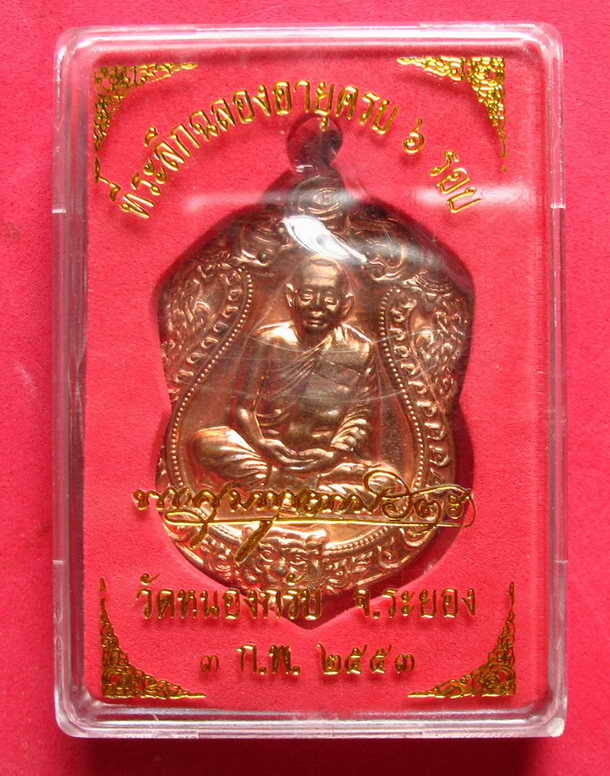 ที่ระลึกฉลองอายุครบ ๖ รอบ
วัดหนองกรับ จ.ระยอง
๓ ก.พ. ๒๕๕๓